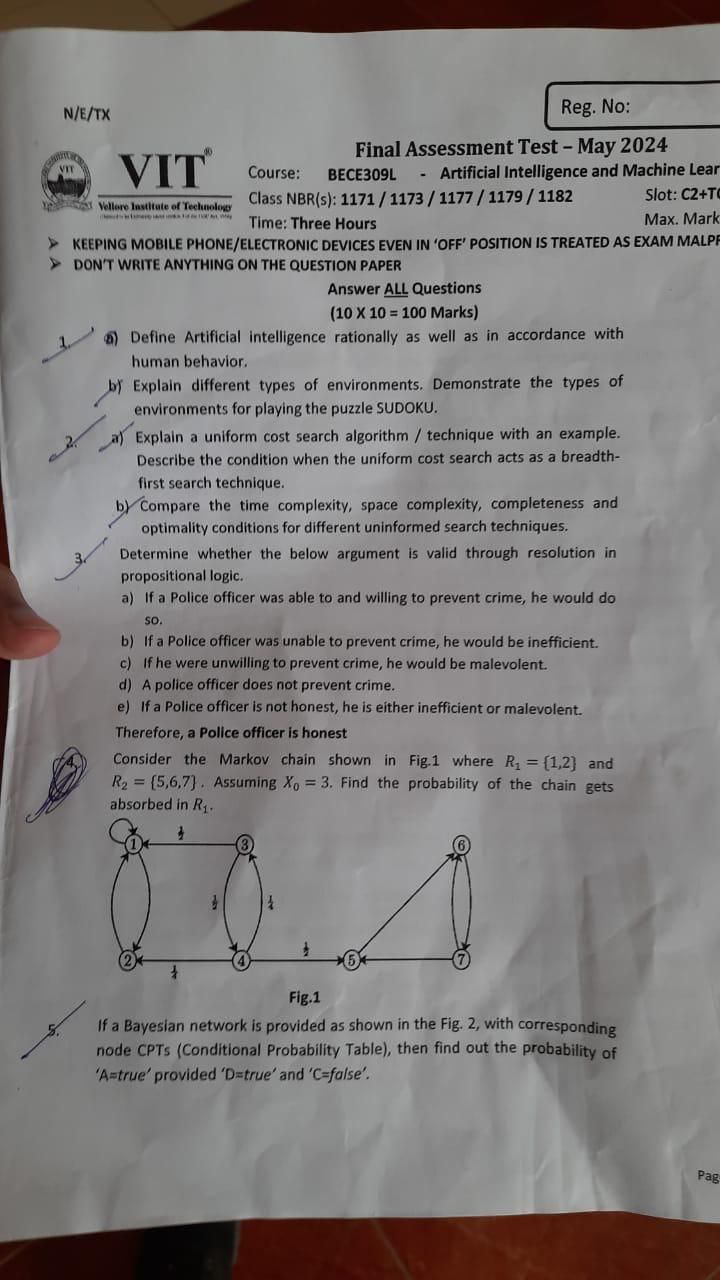 N/E/TX
Reg. No:
VIT
VIT®
Vellore Institute of Technology
Final Assessment Test – May 2024
Course: BECE309L - Artificial Intelligence and Machine Lear
Class NBR(s): 1171 / 1173 / 1177 / 1179 / 1182 Slot: C2+T
Time: Three Hours Max. Mark
➤ KEEPING MOBILE PHONE/ELECTRONIC DEVICES EVEN IN ‘OFF’ POSITION IS TREATED AS EXAM MALP
➤ DON’T WRITE ANYTHING ON THE QUESTION PAPER
Answer ALL Questions
(10 X 10 = 100 Marks)
1. a) Define Artificial intelligence rationally as well as in accordance with
human behavior.
b) Explain different types of environments. Demonstrate the types of
environments for playing the puzzle SUDOKU.
2. a) Explain a uniform cost search algorithm / technique with an example.
Describe the condition when the uniform cost search acts as a breadth-
first search technique.
b) Compare the time complexity, space complexity, completeness and
optimality conditions for different uninformed search techniques.
3. Determine whether the below argument is valid through resolution in
propositional logic.
a) If a Police officer was able to and willing to prevent crime, he would do
so.
b) If a Police officer was unable to prevent crime, he would be inefficient.
c) If he were unwilling to prevent crime, he would be malevolent.
d) A police officer does not prevent crime.
e) If a Police officer is not honest, he is either inefficient or malevolent.
Therefore, a Police officer is honest
4. Consider the Markov chain shown in Fig.1 where R₁ = {1,2} and
R₂ = {5,6,7}. Assuming X₀ = 3. Find the probability of the chain gets
absorbed in R₁.
1 ½ 3 6
½ ¼
2 ¼ 4 ½ 5 7
Fig.1
5. If a Bayesian network is provided as shown in the Fig. 2, with corresponding
node CPTs (Conditional Probability Table), then find out the probability of
‘A=true’ provided ‘D=true’ and ‘C=false’.
Pag